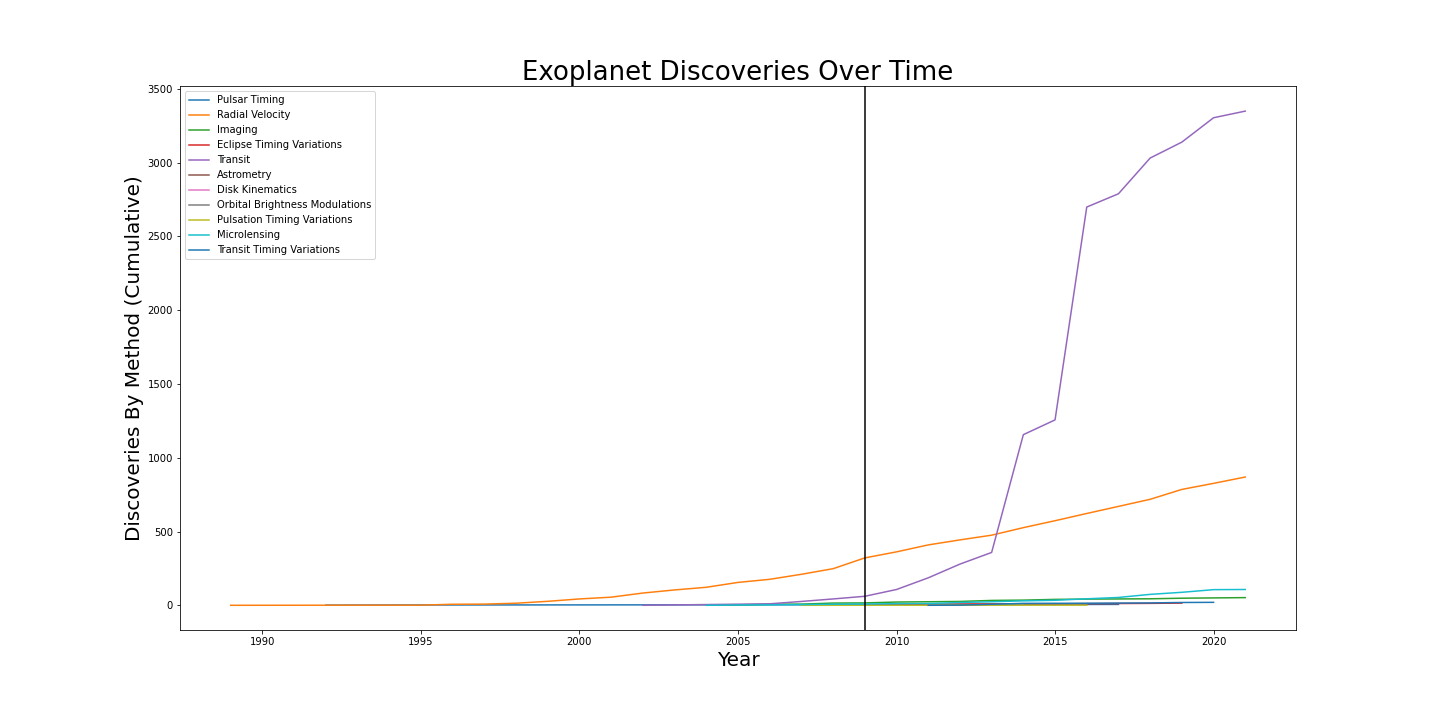 Exoplanet Discoveries Over Time
3500
3000
2500
2000
1500
1000
500
0
Discoveries By Method (Cumulative)
Pulsar Timing
Radial Velocity
Imaging
Eclipse Timing Variations
Transit
Astrometry
Disk Kinematics
Orbital Brightness Modulations
Pulsation Timing Variations
Microlensing
Transit Timing Variations
1990 1995 2000 2005 2010 2015 2020
Year